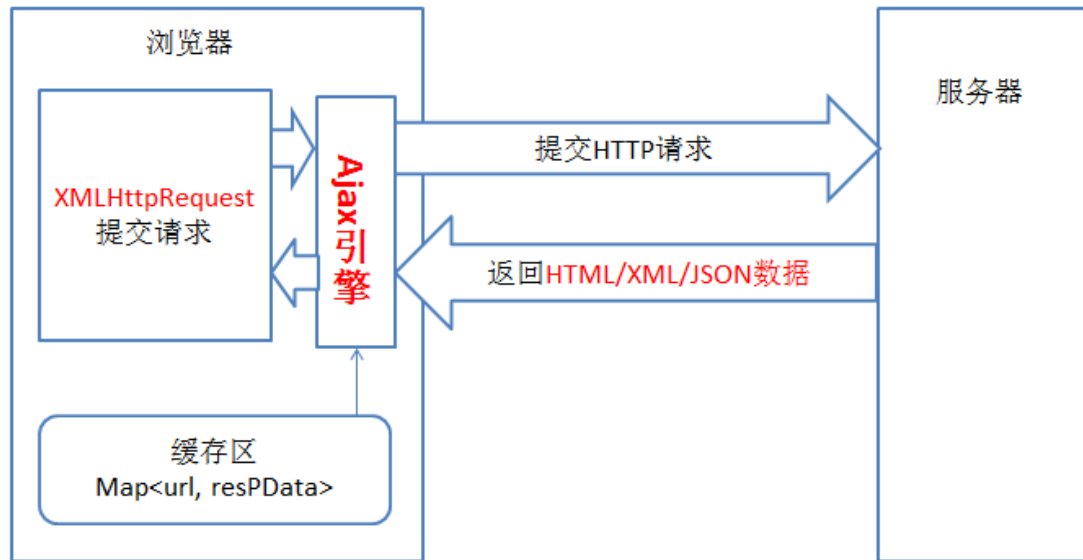 浏览器
服务器
XMLHttpRequest
提交请求
Ajax引擎
提交HTTP请求
返回HTML/XML/JSON数据
缓存区
Map<url, resPData>